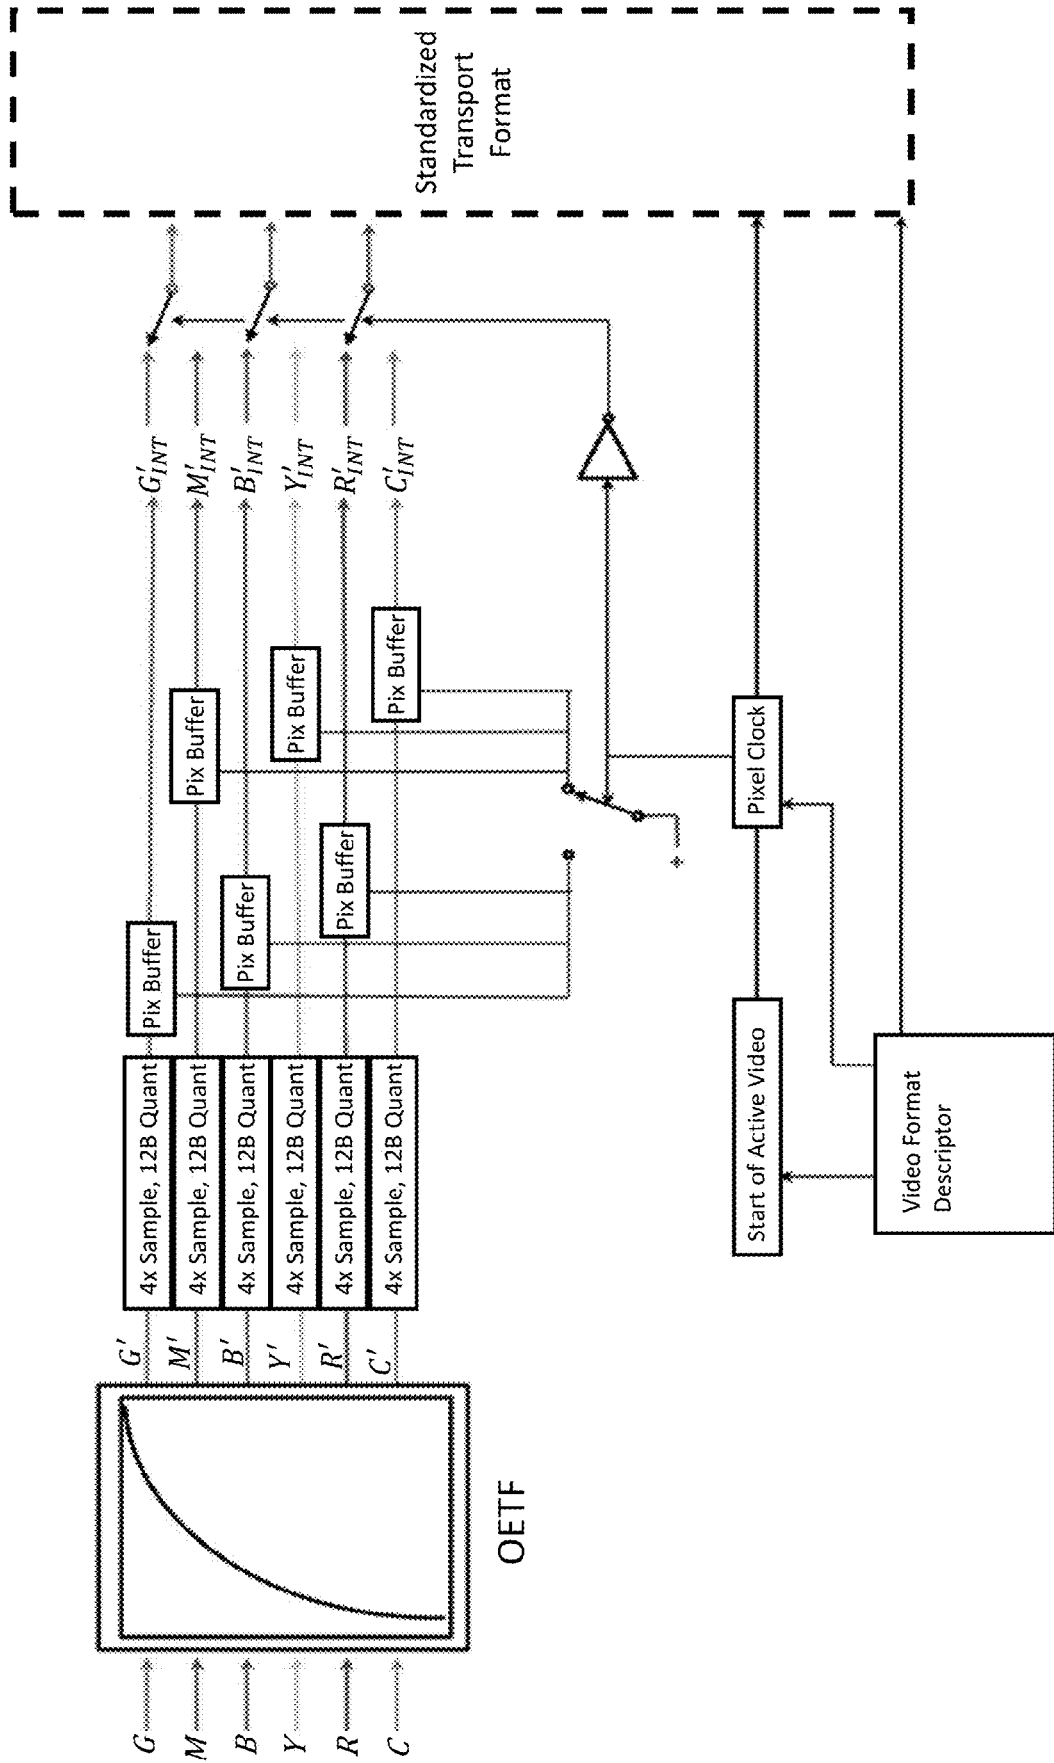 G
M
B
Y
R
C
OETF
G'
M'
B'
Y'
R'
C'
4x Sample, 12B Quant
4x Sample, 12B Quant
4x Sample, 12B Quant
4x Sample, 12B Quant
4x Sample, 12B Quant
4x Sample, 12B Quant
Pix Buffer
Pix Buffer
Pix Buffer
Pix Buffer
Pix Buffer
Pix Buffer
G'INT
M'INT
B'INT
Y'INT
R'INT
C'INT
+
Standardized
Transport
Format
Start of Active Video
Pixel Clock
Video Format
Descriptor